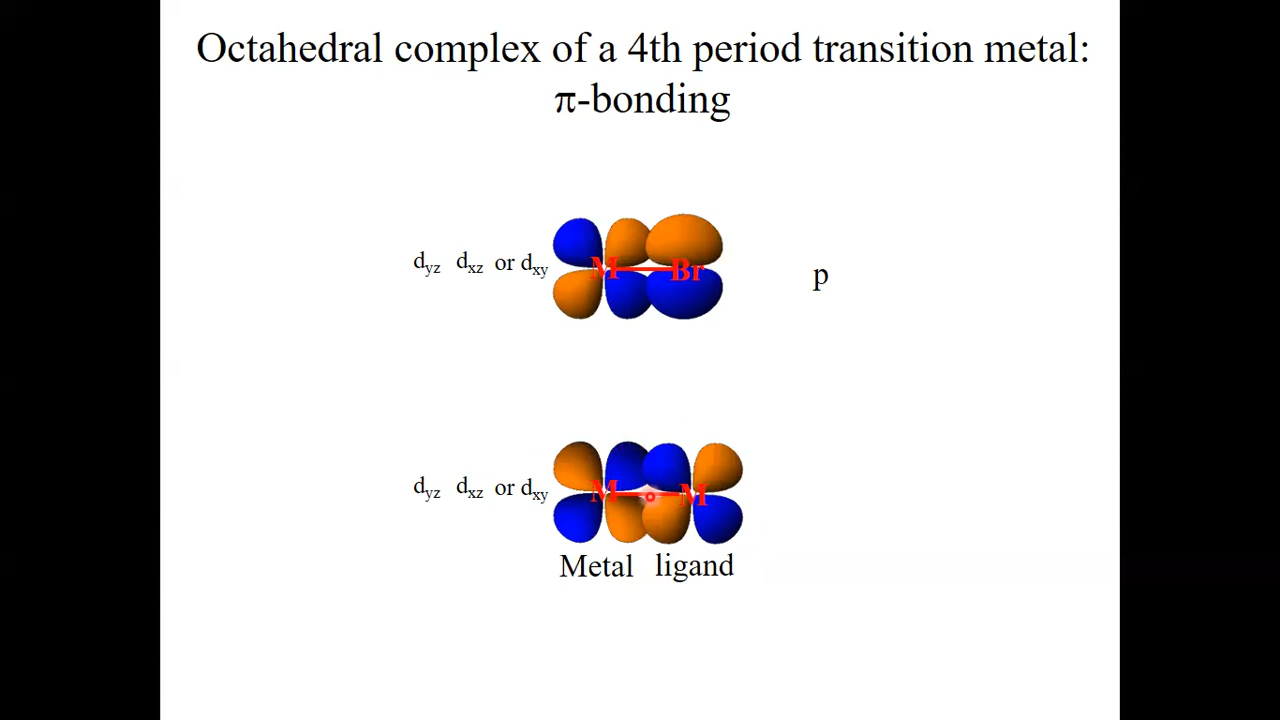 Octahedral complex of a 4th period transition metal:
π-bonding
dyz dxz or dxy M Br p
dyz dxz or dxy M M
Metal ligand